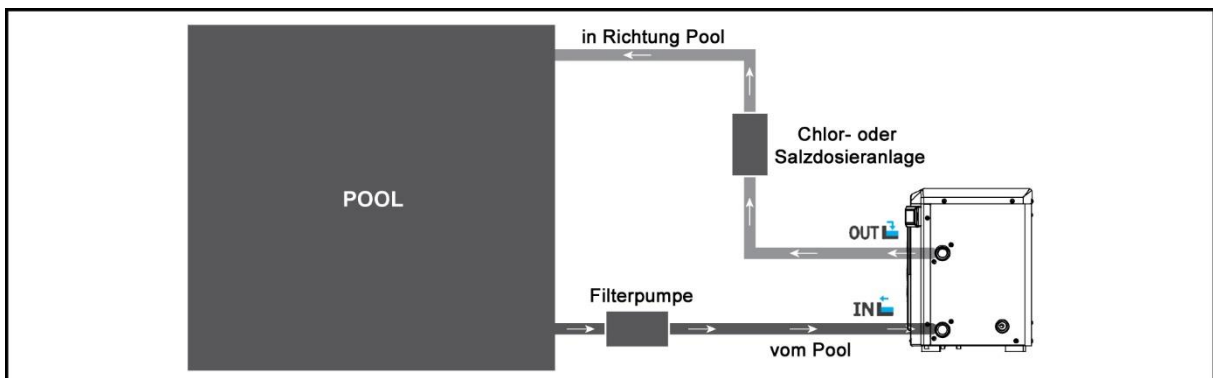 in Richtung Pool
Chlor- oder
Salzdosieranlage
POOL
OUT
Filterpumpe
IN
vom Pool